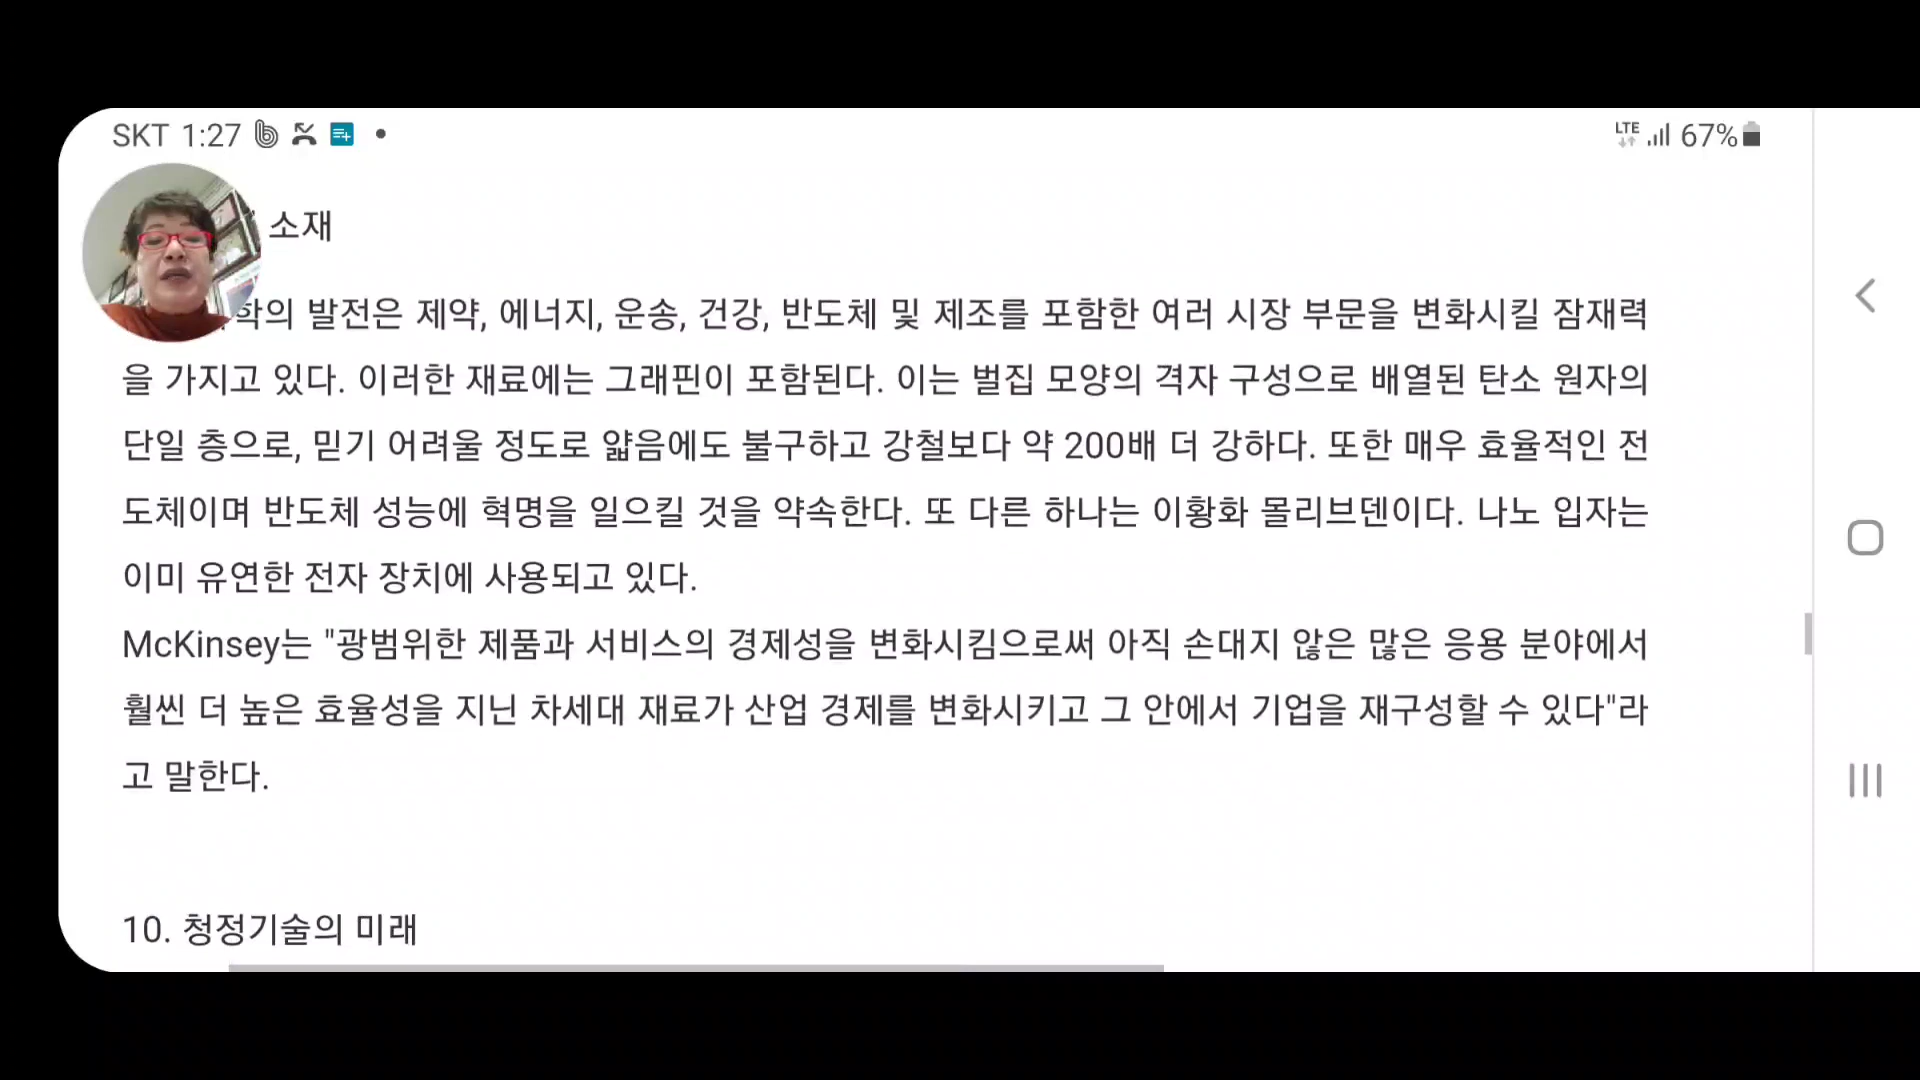 SKT 1:27
LTE 67%
소재
학의 발전은 제약, 에너지, 운송, 건강, 반도체 및 제조를 포함한 여러 시장 부문을 변화시킬 잠재력
을 가지고 있다. 이러한 재료에는 그래핀이 포함된다. 이는 벌집 모양의 격자 구성으로 배열된 탄소 원자의
단일 층으로, 믿기 어려울 정도로 얇음에도 불구하고 강철보다 약 200배 더 강하다. 또한 매우 효율적인 전
도체이며 반도체 성능에 혁명을 일으킬 것을 약속한다. 또 다른 하나는 이황화 몰리브덴이다. 나노 입자는
이미 유연한 전자 장치에 사용되고 있다.
McKinsey는 "광범위한 제품과 서비스의 경제성을 변화시킴으로써 아직 손대지 않은 많은 응용 분야에서
훨씬 더 높은 효율성을 지닌 차세대 재료가 산업 경제를 변화시키고 그 안에서 기업을 재구성할 수 있다"라
고 말한다.
10. 청정기술의 미래